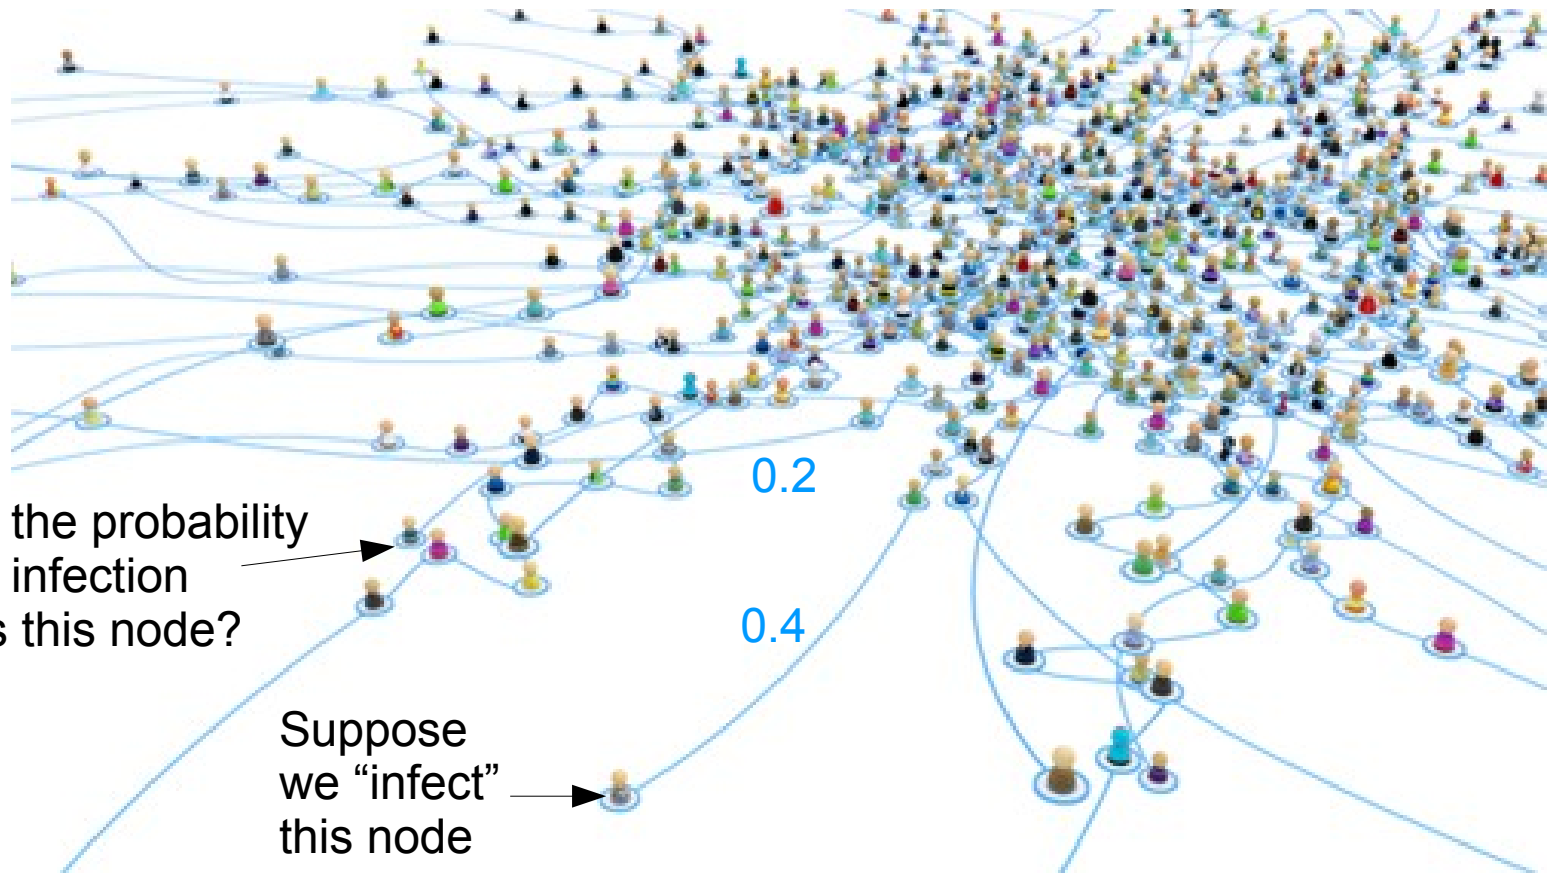 0.2
the probability
infection
s this node?
0.4
Suppose
we “infect”
this node